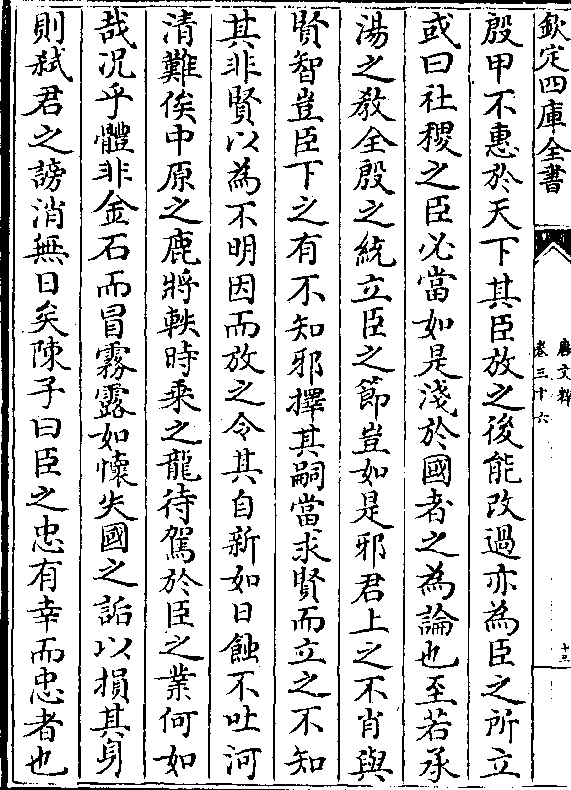 欽定四庫全書
唐文粹
卷三十六
十三
殷甲不惠於天下其臣放之後能改過亦為臣之所立
或曰社稷之臣必當如是淺於國者之為論也至若承
湯之教全殷之統立臣之節豈如是邪君上之不肖與
賢智豈臣下之有不知邪擇其嗣當求賢而立之不知
其非賢以為不明因而放之令其自新如日蝕不吐河
清難俟中原之鹿將軼時乗之龍待駕於臣之業何如
哉況乎體非金石而冒霧露如懷失國之詬以損其身
則弑君之謗消無日矣陳子曰臣之忠有幸而忠者也